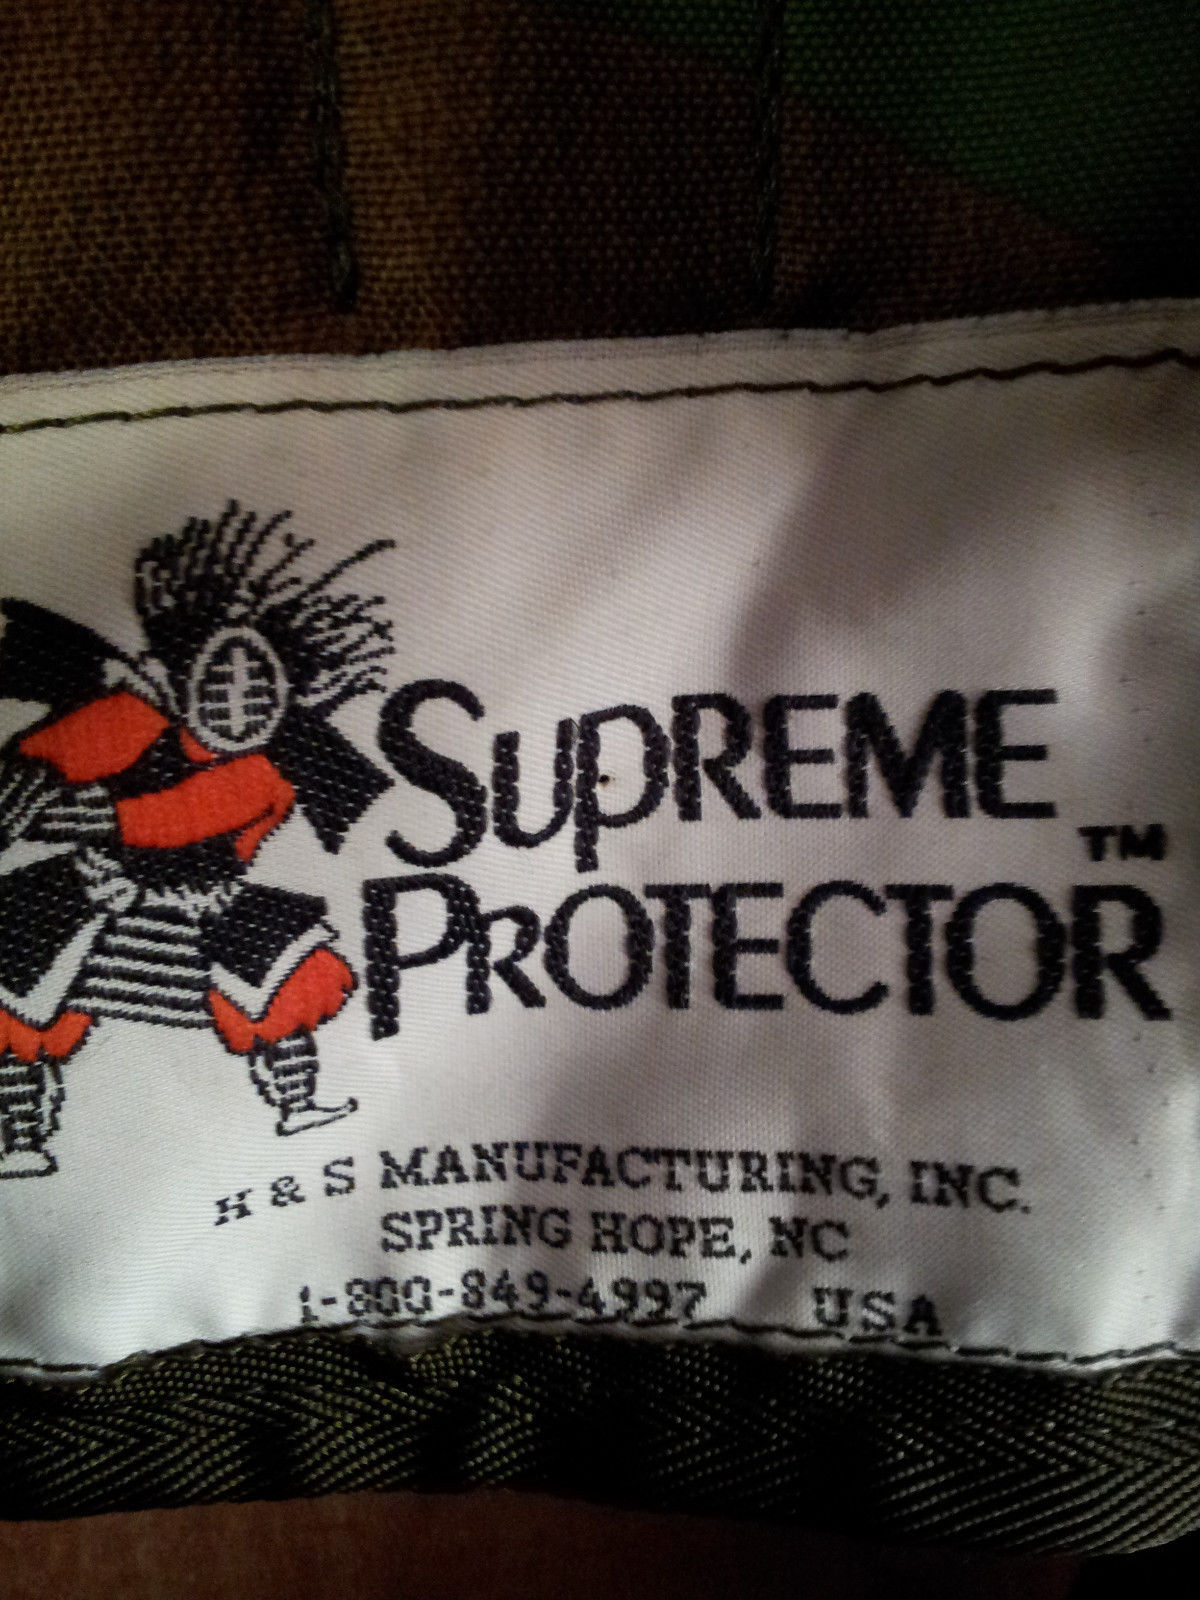 SUPREME
PROTECTOR™
H & S MANUFACTURING, INC.
SPRING HOPE, NC
1-800-849-4997 USA